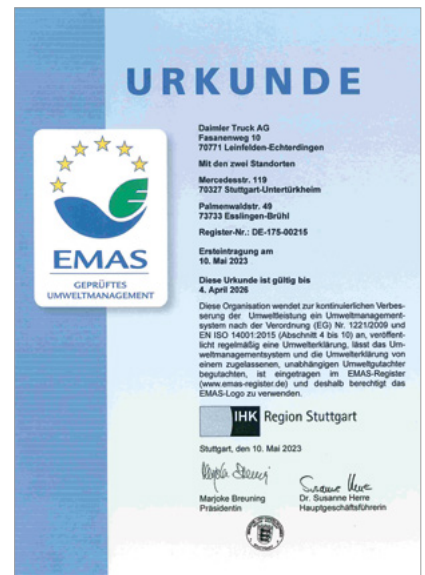 URKUNDE
Daimler Truck AG
Fasanenweg 10
70771 Leinfelden-Echterdingen
Mit den zwei Standorten
Mercedesstr. 119
70327 Stuttgart-Untertürkheim
Palmenwaldstr. 49
73733 Esslingen-Brühl
Register-Nr.: DE-175-00215
Ersteintragung am
10. Mai 2023
Diese Urkunde ist gültig bis
4. April 2026
EMAS
GEPRÜFTES
UMWELTMANAGEMENT
Diese Organisation wendet zur kontinuierlichen Verbes-
serung der Umweltleistung ein Umweltmanagement-
system nach der Verordnung (EG) Nr. 1221/2009 und
EN ISO 14001:2015 (Abschnitt 4 bis 10) an, veröffent-
licht regelmäßig eine Umwelterklärung, lässt das Um-
weltmanagementsystem und die Umwelterklärung von
einem zugelassenen, unabhängigen Umweltgutachter
begutachten, ist eingetragen im EMAS-Register
(www.emas-register.de) und deshalb berechtigt das
EMAS-Logo zu verwenden.
IHK Region Stuttgart
Stuttgart, den 10. Mai 2023
Marjoke Breuning
Präsidentin
Dr. Susanne Herre
Hauptgeschäftsführerin